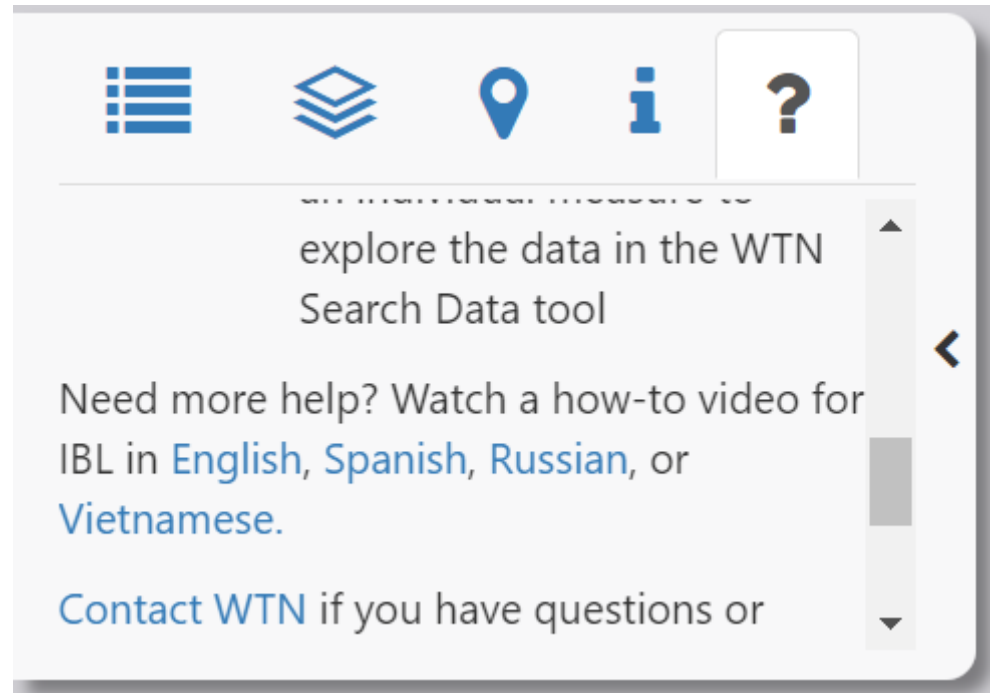 explore the data in the WTN
Search Data tool
Need more help? Watch a how-to video for
IBL in English, Spanish, Russian, or
Vietnamese.
Contact WTN if you have questions or